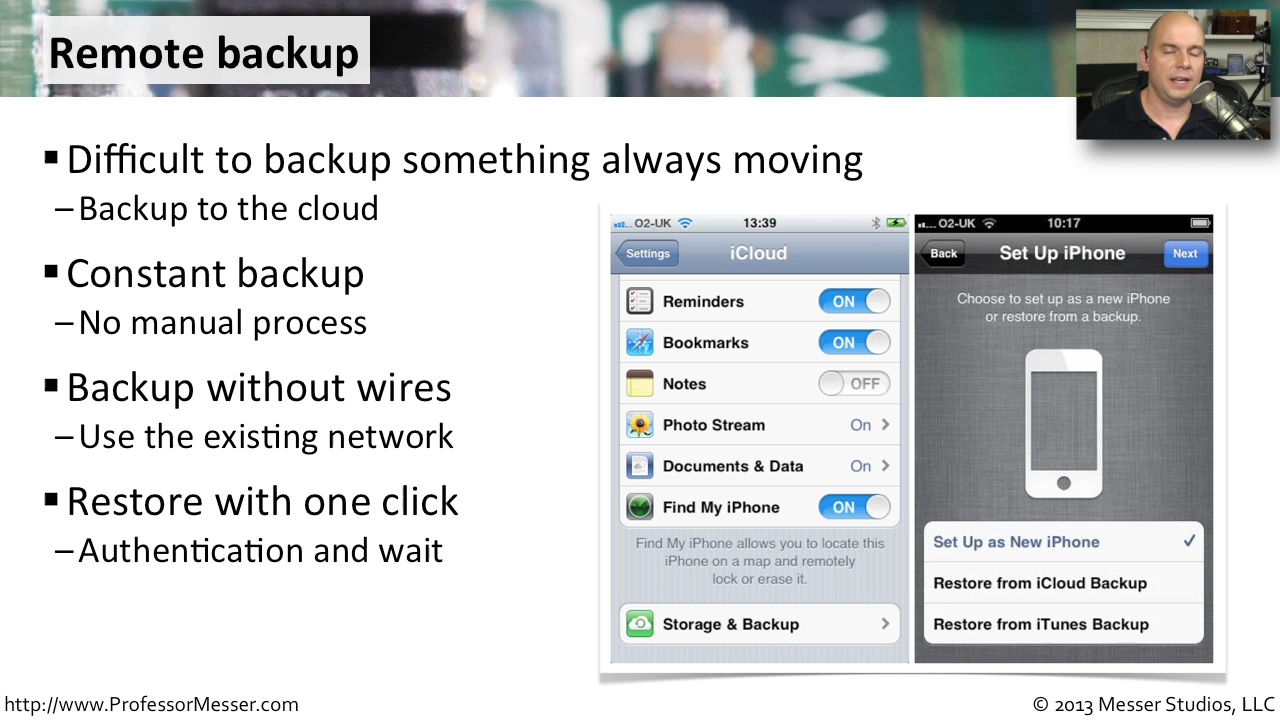 Remote backup
▪ Difficult to backup something always moving
– Backup to the cloud
▪ Constant backup
– No manual process
▪ Backup without wires
– Use the existing network
▪ Restore with one click
– Authentication and wait
O2-UK 13:39
Settings iCloud
Reminders ON
Bookmarks ON
Notes OFF
Photo Stream On
Documents & Data On
Find My iPhone ON
Find My iPhone allows you to locate this
iPhone on a map and remotely
lock or erase it.
Storage & Backup
O2-UK 10:17
Back Set Up iPhone Next
Choose to set up as a new iPhone
or restore from a backup.
Set Up as New iPhone ✓
Restore from iCloud Backup
Restore from iTunes Backup
http://www.ProfessorMesser.com
© 2013 Messer Studios, LLC